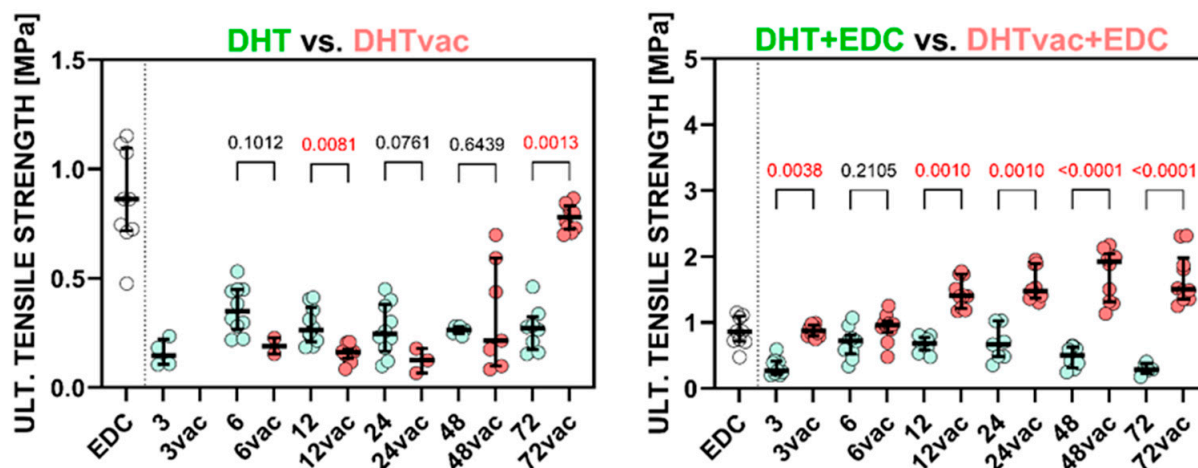 DHT vs. DHTvac
ULT. TENSILE STRENGTH [MPa]
1.5
1.0
0.5
0.0
0.1012
0.0081
0.0761
0.6439
0.0013
EDC
3
3vac
6
6vac
12
12vac
24
24vac
48
48vac
72
72vac
DHT+EDC vs. DHTvac+EDC
ULT. TENSILE STRENGTH [MPa]
5
4
3
2
1
0
0.0038
0.2105
0.0010
0.0010
<0.0001
<0.0001
EDC
3
3vac
6
6vac
12
12vac
24
24vac
48
48vac
72
72vac